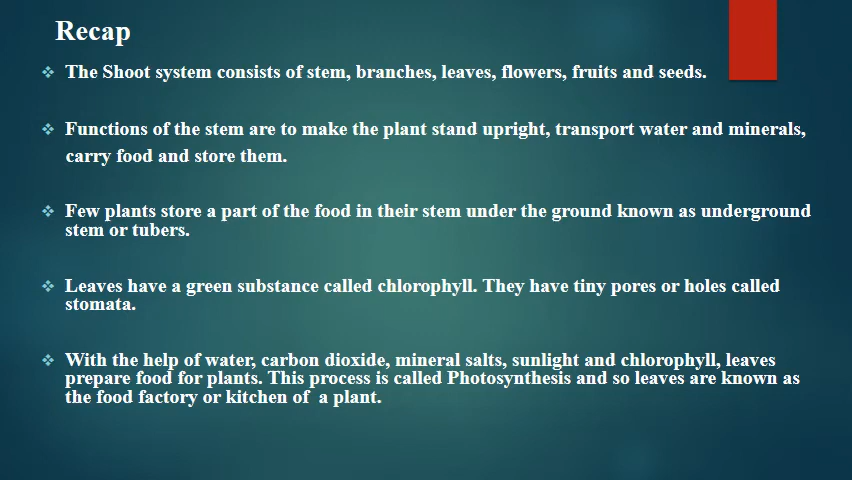 Recap
❖ The Shoot system consists of stem, branches, leaves, flowers, fruits and seeds.
❖ Functions of the stem are to make the plant stand upright, transport water and minerals,
carry food and store them.
❖ Few plants store a part of the food in their stem under the ground known as underground
stem or tubers.
❖ Leaves have a green substance called chlorophyll. They have tiny pores or holes called
stomata.
❖ With the help of water, carbon dioxide, mineral salts, sunlight and chlorophyll, leaves
prepare food for plants. This process is called Photosynthesis and so leaves are known as
the food factory or kitchen of  a plant.